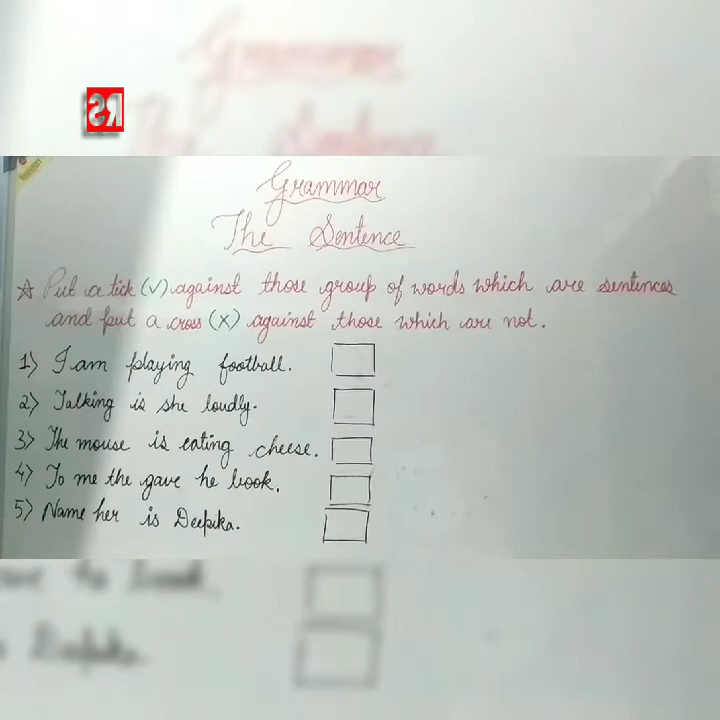 Grammar
The Sentence
☆ Put a tick (✓) against those group of words which are sentences
and put a cross (X) against those which are not.
1) I am playing football.
2) Talking is she loudly.
3) The mouse is eating cheese.
4) To me the gave he book.
5) Name her is Deepika.